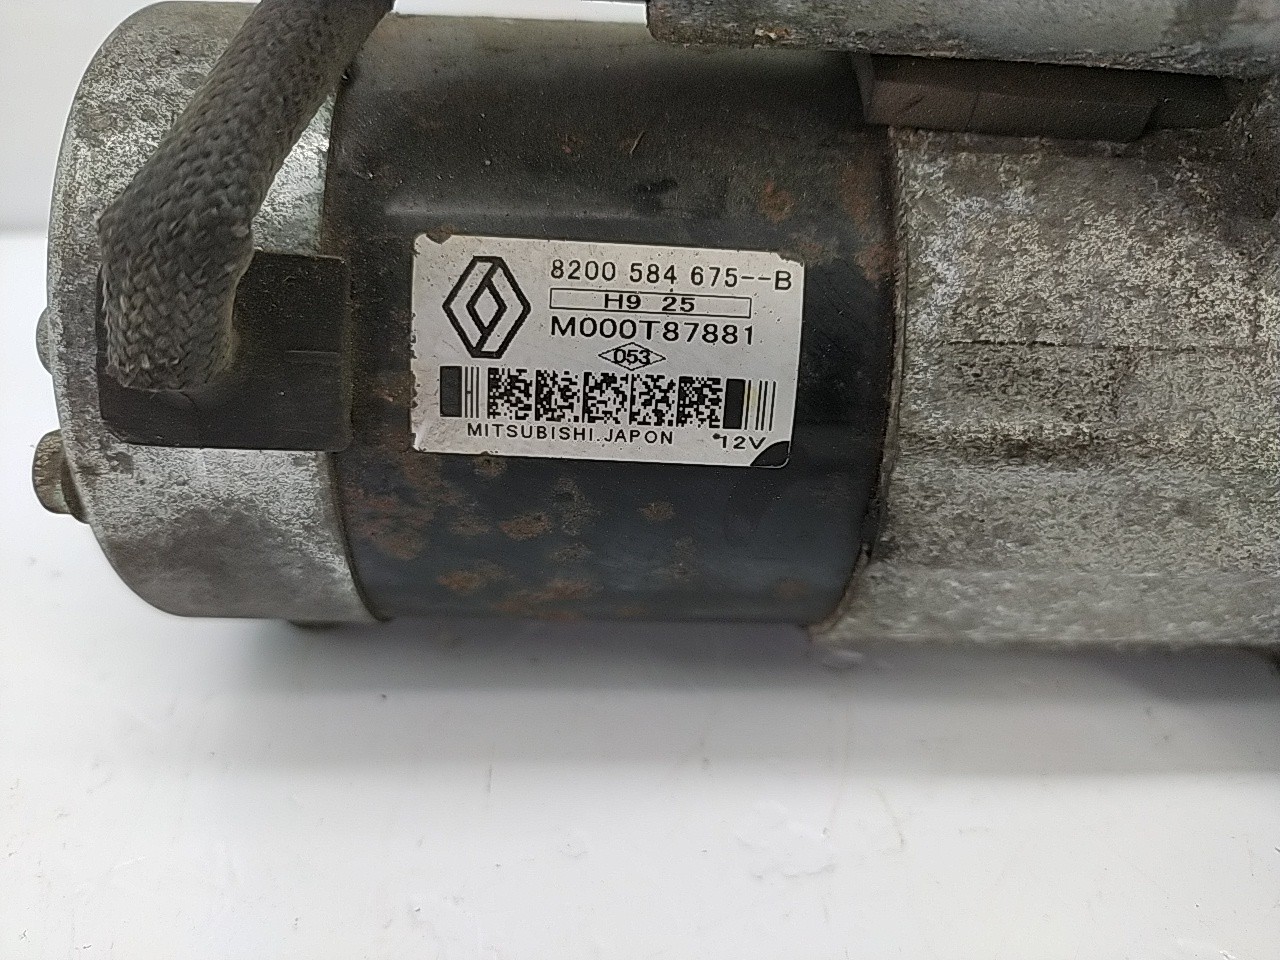 8200 584 675--B
H9 25
M000T87881
053
MITSUBISHI.JAPON 12V